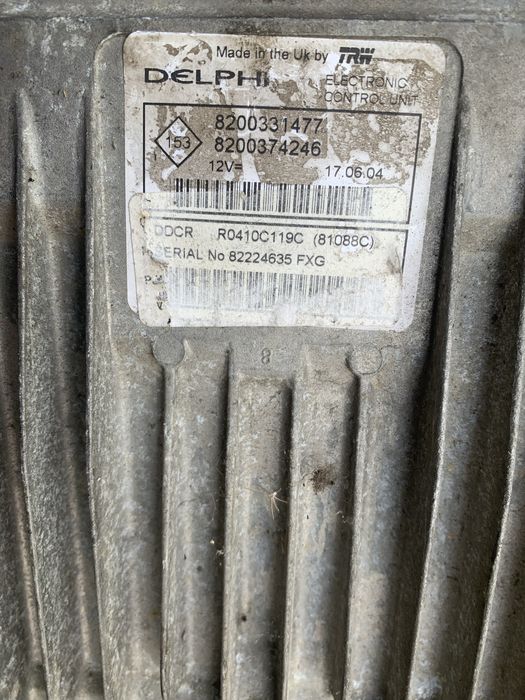 Made in the Uk by TRW
DELPHI ELECTRONIC
CONTROL UNIT
153
8200331477
8200374246
12V=
17.06.04
DDCR R0410C119C (81088C)
SERIAL No 82224635 FXG
8